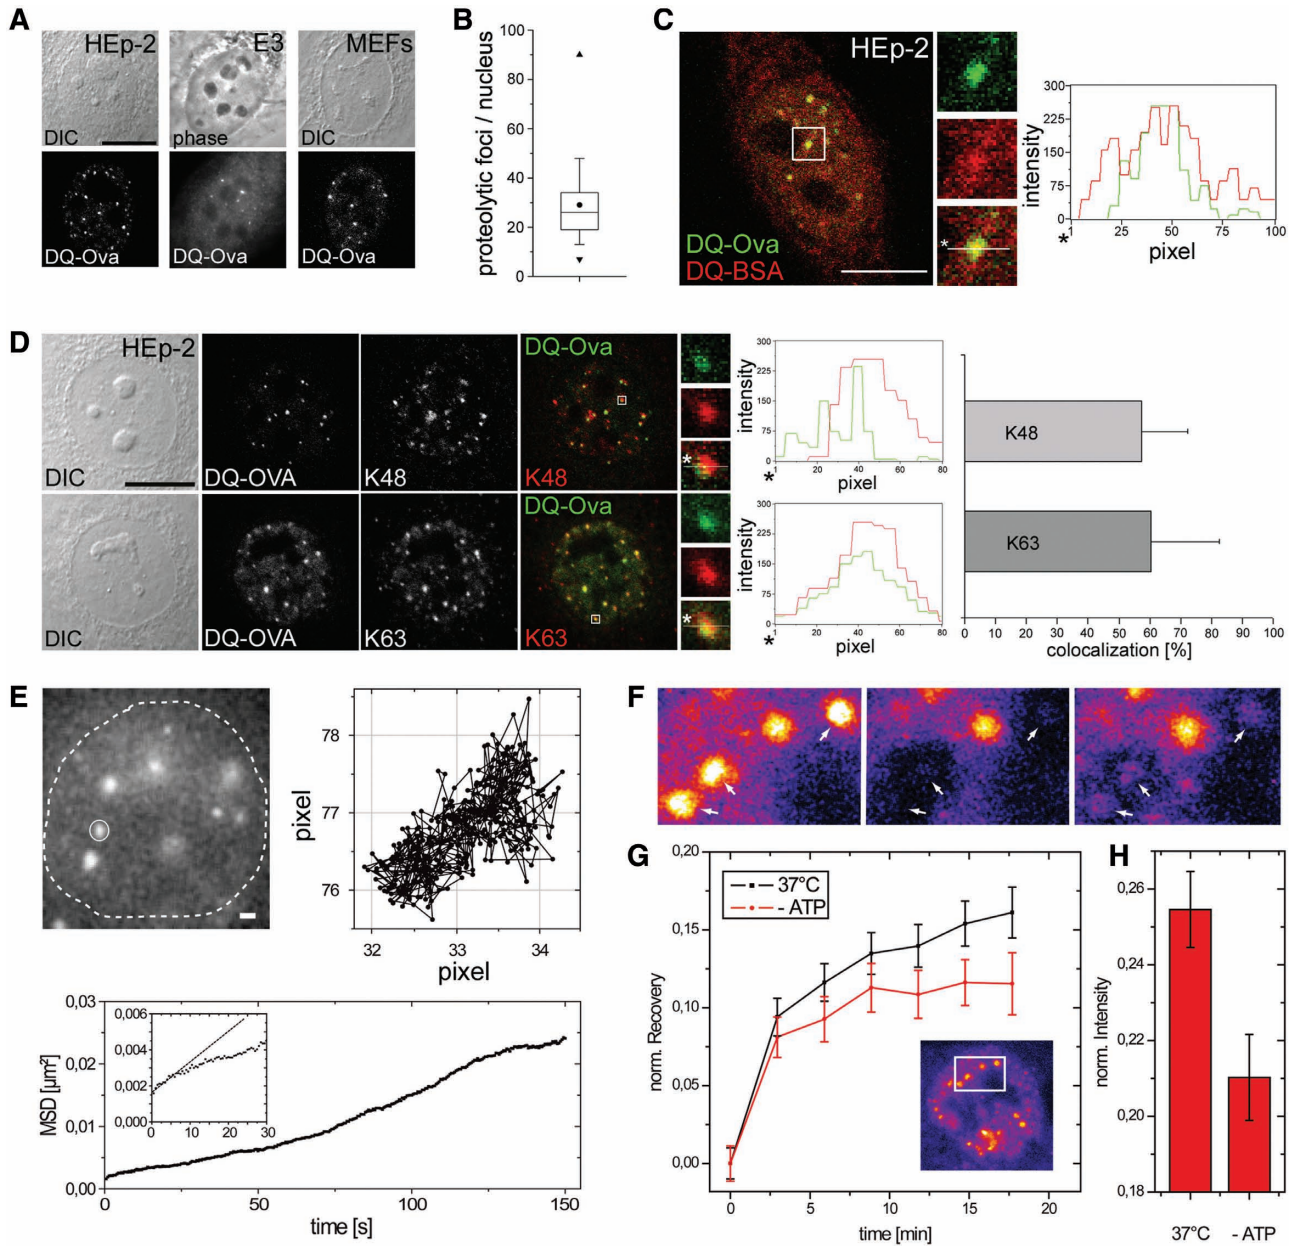 A
HEp-2
E3
MEFs
DIC
phase
DIC
DQ-Ova
DQ-Ova
DQ-Ova
B
proteolytic foci / nucleus
100
80
60
40
20
0
C
HEp-2
DQ-Ova
DQ-BSA
*
intensity
300
225
150
75
0
1
25
50
75
100
*
pixel
D
HEp-2
DIC
DQ-OVA
K48
DQ-Ova
K48
*
DIC
DQ-OVA
K63
DQ-Ova
K63
*
intensity
300
225
150
75
0
1
20
40
60
80
*
pixel
intensity
300
225
150
75
0
1
20
40
60
80
*
pixel
K48
K63
0 10 20 30 40 50 60 70 80 90 100
colocalization [%]
E
pixel
78
77
76
32
33
34
pixel
MSD [µm²]
0,03
0,02
0,01
0,00
0,006
0,004
0,002
0,000
0
10
20
30
0
50
100
150
time [s]
F
G
norm. Recovery
0,20
0,15
0,10
0,05
0,00
37°C
- ATP
0
5
10
15
20
time [min]
H
norm. Intensity
0,26
0,24
0,22
0,20
0,18
37°C
- ATP